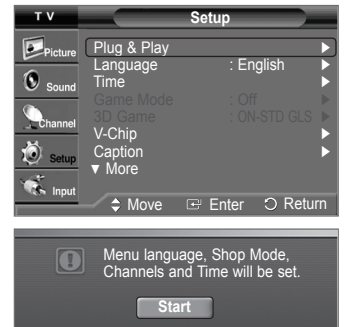 T V Setup
Picture
Sound
Channel
Setup
Input
Plug & Play
Language : English
Time
Game Mode : Off
3D Game : ON-STD GLS
V-Chip
Caption
▼ More
Move Enter Return
Menu language, Shop Mode,
Channels and Time will be set.
Start